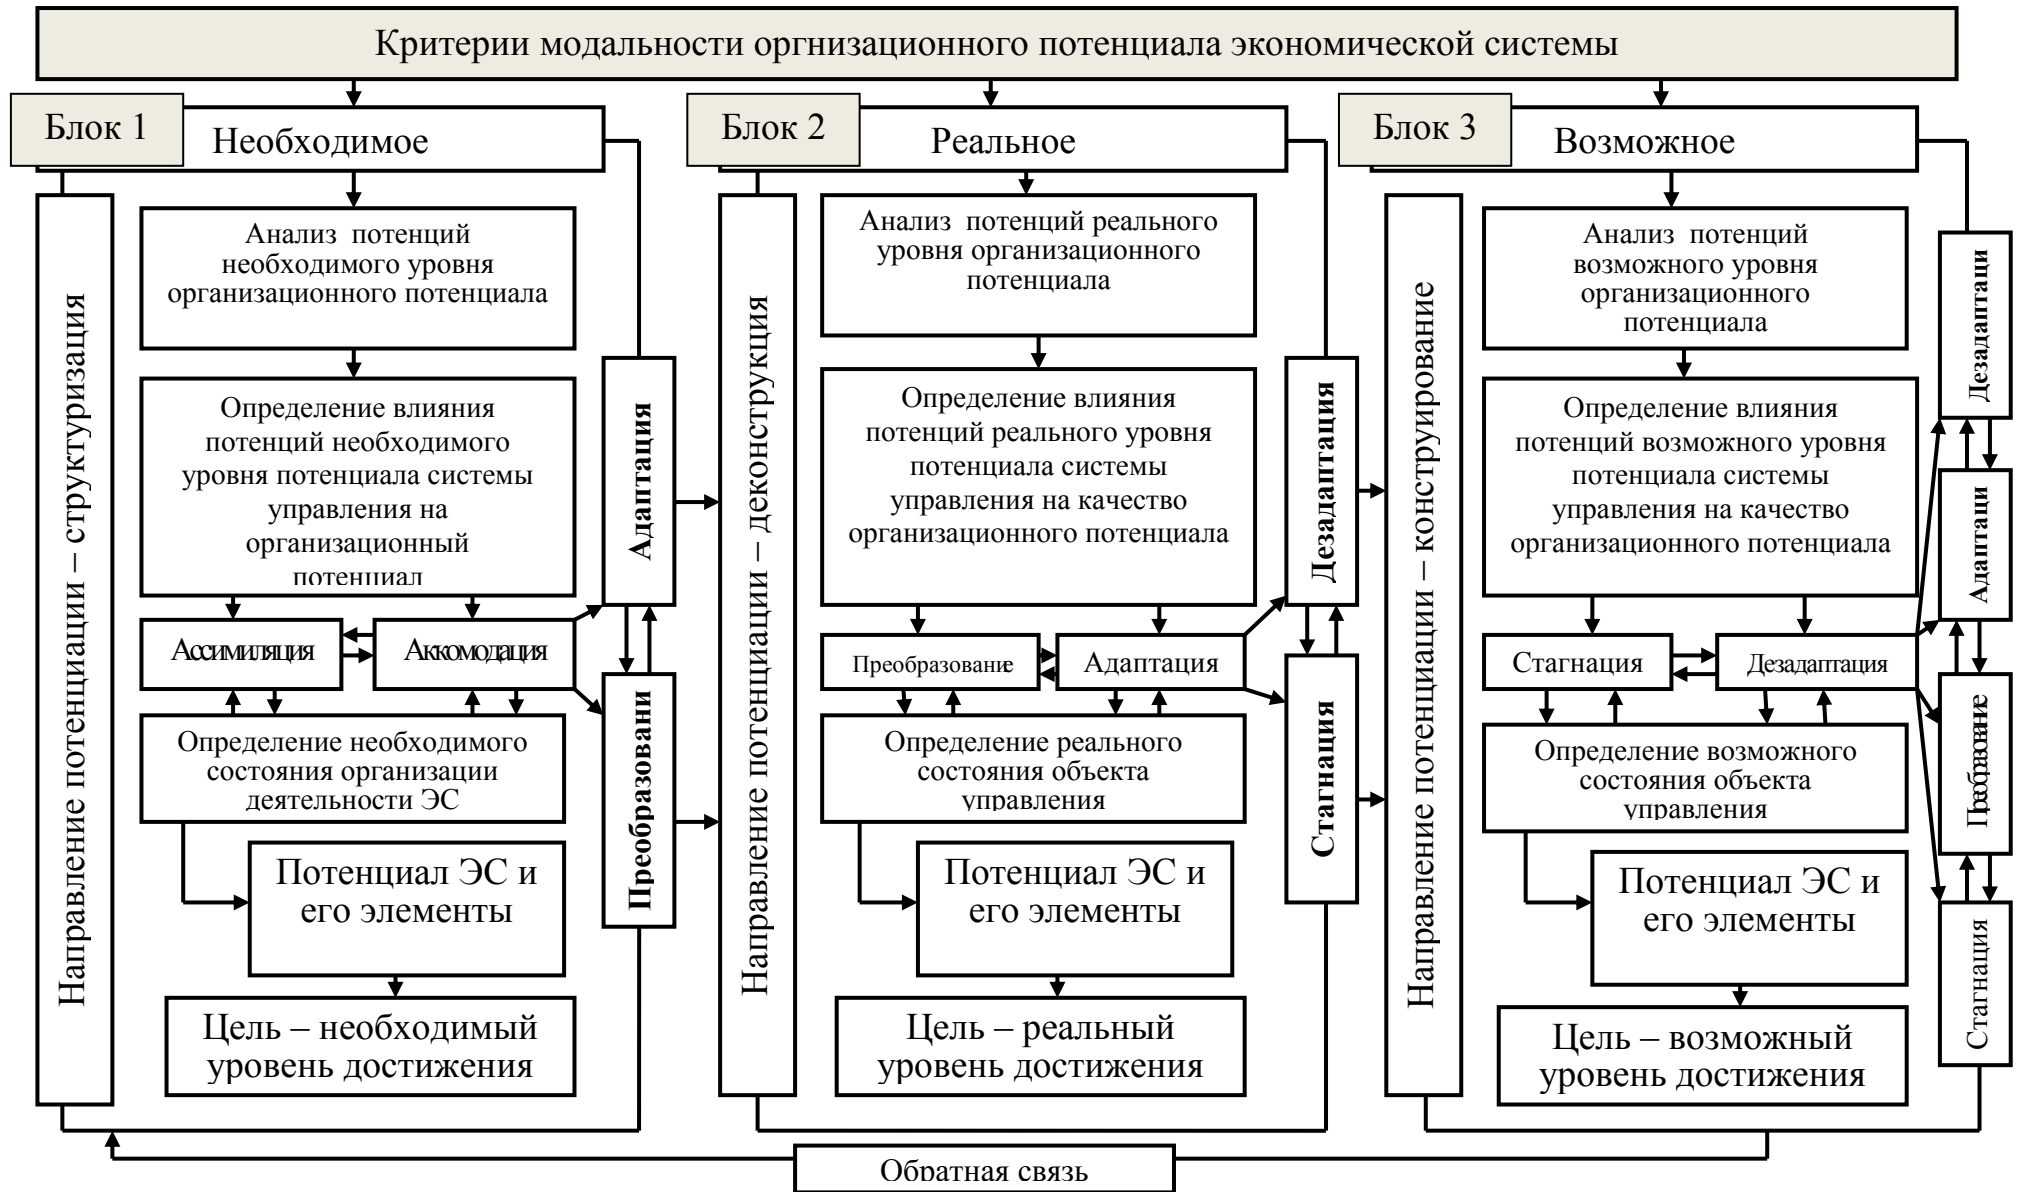 Критерии модальности оргнизационного потенциала экономической системы
Блок 1
Необходимое
Направление потенциации – структуризация
Анализ потенций
необходимого уровня
организационного потенциала
Определение влияния
потенций необходимого
уровня потенциала системы
управления на
организационный
потенциал
Ассимиляция
Аккомодация
Адаптация
Преобразовани
Определение необходимого
состояния организации
деятельности ЭС
Потенциал ЭС и
его элементы
Цель – необходимый
уровень достижения
Блок 2
Реальное
Направление потенциации – деконструкция
Анализ потенций реального
уровня организационного
потенциала
Определение влияния
потенций реального уровня
потенциала системы
управления на качество
организационного потенциала
Преобразование
Адаптация
Дезадаптация
Стагнация
Определение реального
состояния объекта
управления
Потенциал ЭС и
его элементы
Цель – реальный
уровень достижения
Блок 3
Возможное
Направление потенциации – конструирование
Анализ потенций
возможного уровня
организационного
потенциала
Определение влияния
потенций возможного уровня
потенциала системы
управления на качество
организационного потенциала
Стагнация
Дезадаптация
Дезадаптаци
Адаптаци
Преобразование
Стагнация
Определение возможного
состояния объекта
управления
Потенциал ЭС и
его элементы
Цель – возможный
уровень достижения
Обратная связь